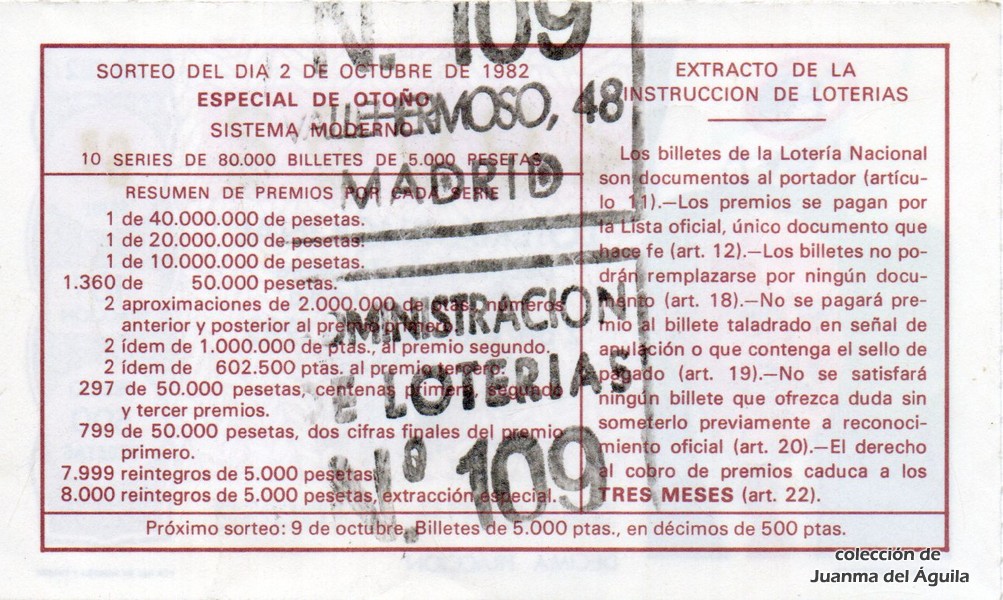 SORTEO DEL DIA 2 DE OCTUBRE DE 1982
ESPECIAL DE OTOÑO
SISTEMA MODERNO
10 SERIES DE 80.000 BILLETES DE 5.000 PESETAS
RESUMEN DE PREMIOS POR CADA SERIE
1 de 40.000.000 de pesetas.
1 de 20.000.000 de pesetas.
1 de 10.000.000 de pesetas.
1.360 de 50.000 pesetas.
2 aproximaciones de 2.000.000 de ptas., números
anterior y posterior al premio primero.
2 ídem de 1.000.000 de ptas., al premio segundo.
2 ídem de 602.500 ptas. al premio tercero.
297 de 50.000 pesetas, centenas primero, segundo
y tercer premios.
799 de 50.000 pesetas, dos cifras finales del premio
primero.
7.999 reintegros de 5.000 pesetas.
8.000 reintegros de 5.000 pesetas, extracción especial.
EXTRACTO DE LA
INSTRUCCION DE LOTERIAS
Los billetes de la Lotería Nacional
son documentos al portador (artícu-
lo 11).—Los premios se pagan por
la Lista oficial, único documento que
hace fe (art. 12).—Los billetes no po-
drán remplazarse por ningún docu-
mento (art. 18).—No se pagará pre-
mio al billete taladrado en señal de
anulación o que contenga el sello de
pagado (art. 19).—No se satisfará
ningún billete que ofrezca duda sin
someterlo previamente a reconoci-
miento oficial (art. 20).—El derecho
al cobro de premios caduca a los
TRES MESES (art. 22).
Próximo sorteo: 9 de octubre, Billetes de 5.000 ptas., en décimos de 500 ptas.
N.º 109
VALLEHERMOSO, 48
MADRID
ADMINISTRACION
DE LOTERIAS
N.º 109
colección de
Juanma del Águila